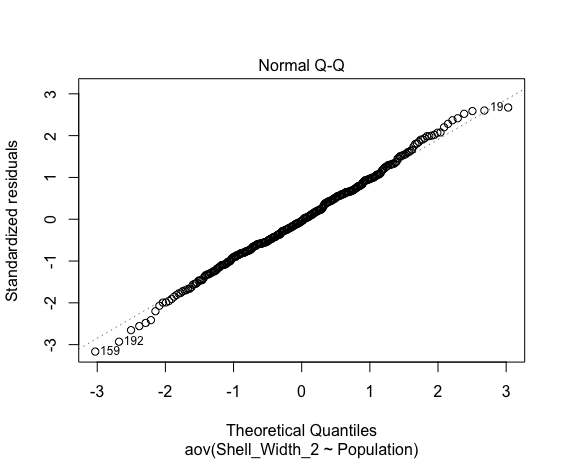 Normal Q-Q
Standardized residuals
3
2
1
0
-1
-2
-3
19
192
159
-3 -2 -1 0 1 2 3
Theoretical Quantiles
aov(Shell_Width_2 ~ Population)